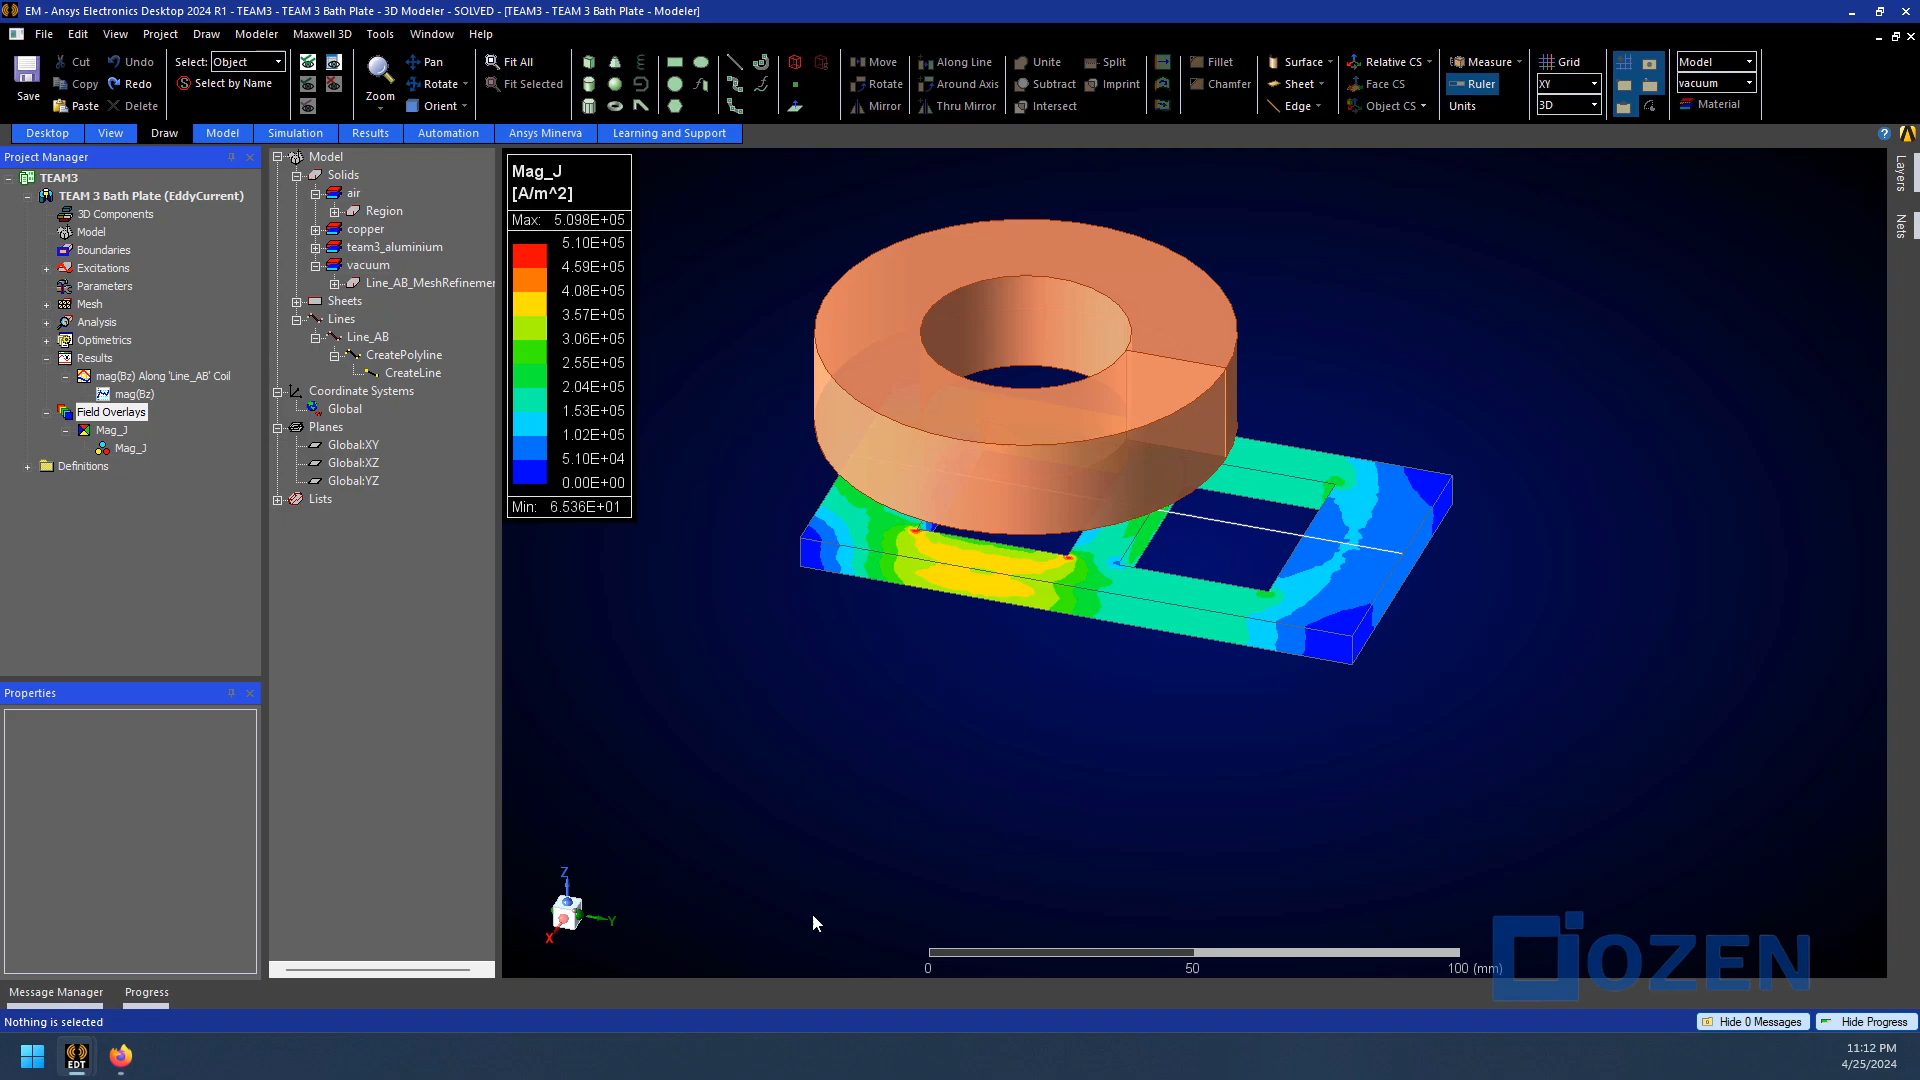 EM - Ansys Electronics Desktop 2024 R1 - TEAM3 - TEAM 3 Bath Plate - 3D Modeler - SOLVED - [TEAM3 - TEAM 3 Bath Plate - Modeler]
File Edit View Project Draw Modeler Maxwell 3D Tools Window Help
Save
Cut Undo
Copy Redo
Paste Delete
Select: Object
Select by Name
Zoom
Pan
Rotate
Orient
Fit All
Fit Selected
Move Along Line Unite Split Fillet
Rotate Around Axis Subtract Imprint Chamfer
Mirror Thru Mirror Intersect
Surface Relative CS Measure Grid
Sheet Face CS Ruler XY
Edge Object CS Units 3D
Model
vacuum
Material
Desktop View Draw Model Simulation Results Automation Ansys Minerva Learning and Support
Project Manager
TEAM3
TEAM 3 Bath Plate (EddyCurrent)
3D Components
Model
Boundaries
Excitations
Parameters
Mesh
Analysis
Optimetrics
Results
mag(Bz) Along 'Line_AB' Coil
mag(Bz)
Field Overlays
Mag_J
Mag_J
Definitions
Properties
Model
Solids
air
Region
copper
team3_aluminium
vacuum
Line_AB_MeshRefinemer
Sheets
Lines
Line_AB
CreatePolyline
CreateLine
Coordinate Systems
Global
Planes
Global:XY
Global:XZ
Global:YZ
Lists
Mag_J
[A/m^2]
Max: 5.098E+05
5.10E+05
4.59E+05
4.08E+05
3.57E+05
3.06E+05
2.55E+05
2.04E+05
1.53E+05
1.02E+05
5.10E+04
0.00E+00
Min: 6.536E+01
Layers
Nets
Z
Y
X
0 50 100 (mm)
OZEN
Message Manager Progress
Nothing is selected
Hide 0 Messages Hide Progress
EDT
11:12 PM
4/25/2024